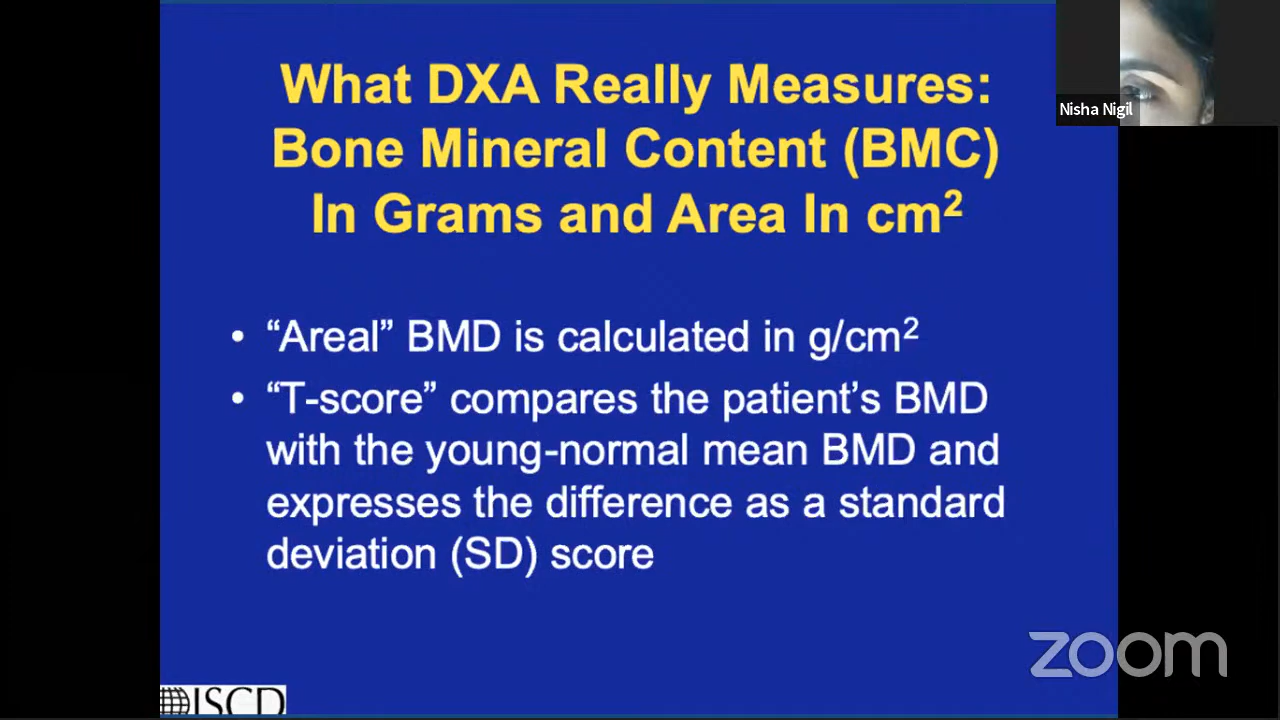 What DXA Really Measures:
Bone Mineral Content (BMC)
In Grams and Area In cm²
• “Areal” BMD is calculated in g/cm²
• “T-score” compares the patient’s BMD
with the young-normal mean BMD and
expresses the difference as a standard
deviation (SD) score
ISCD
Nisha Nigil
zoom